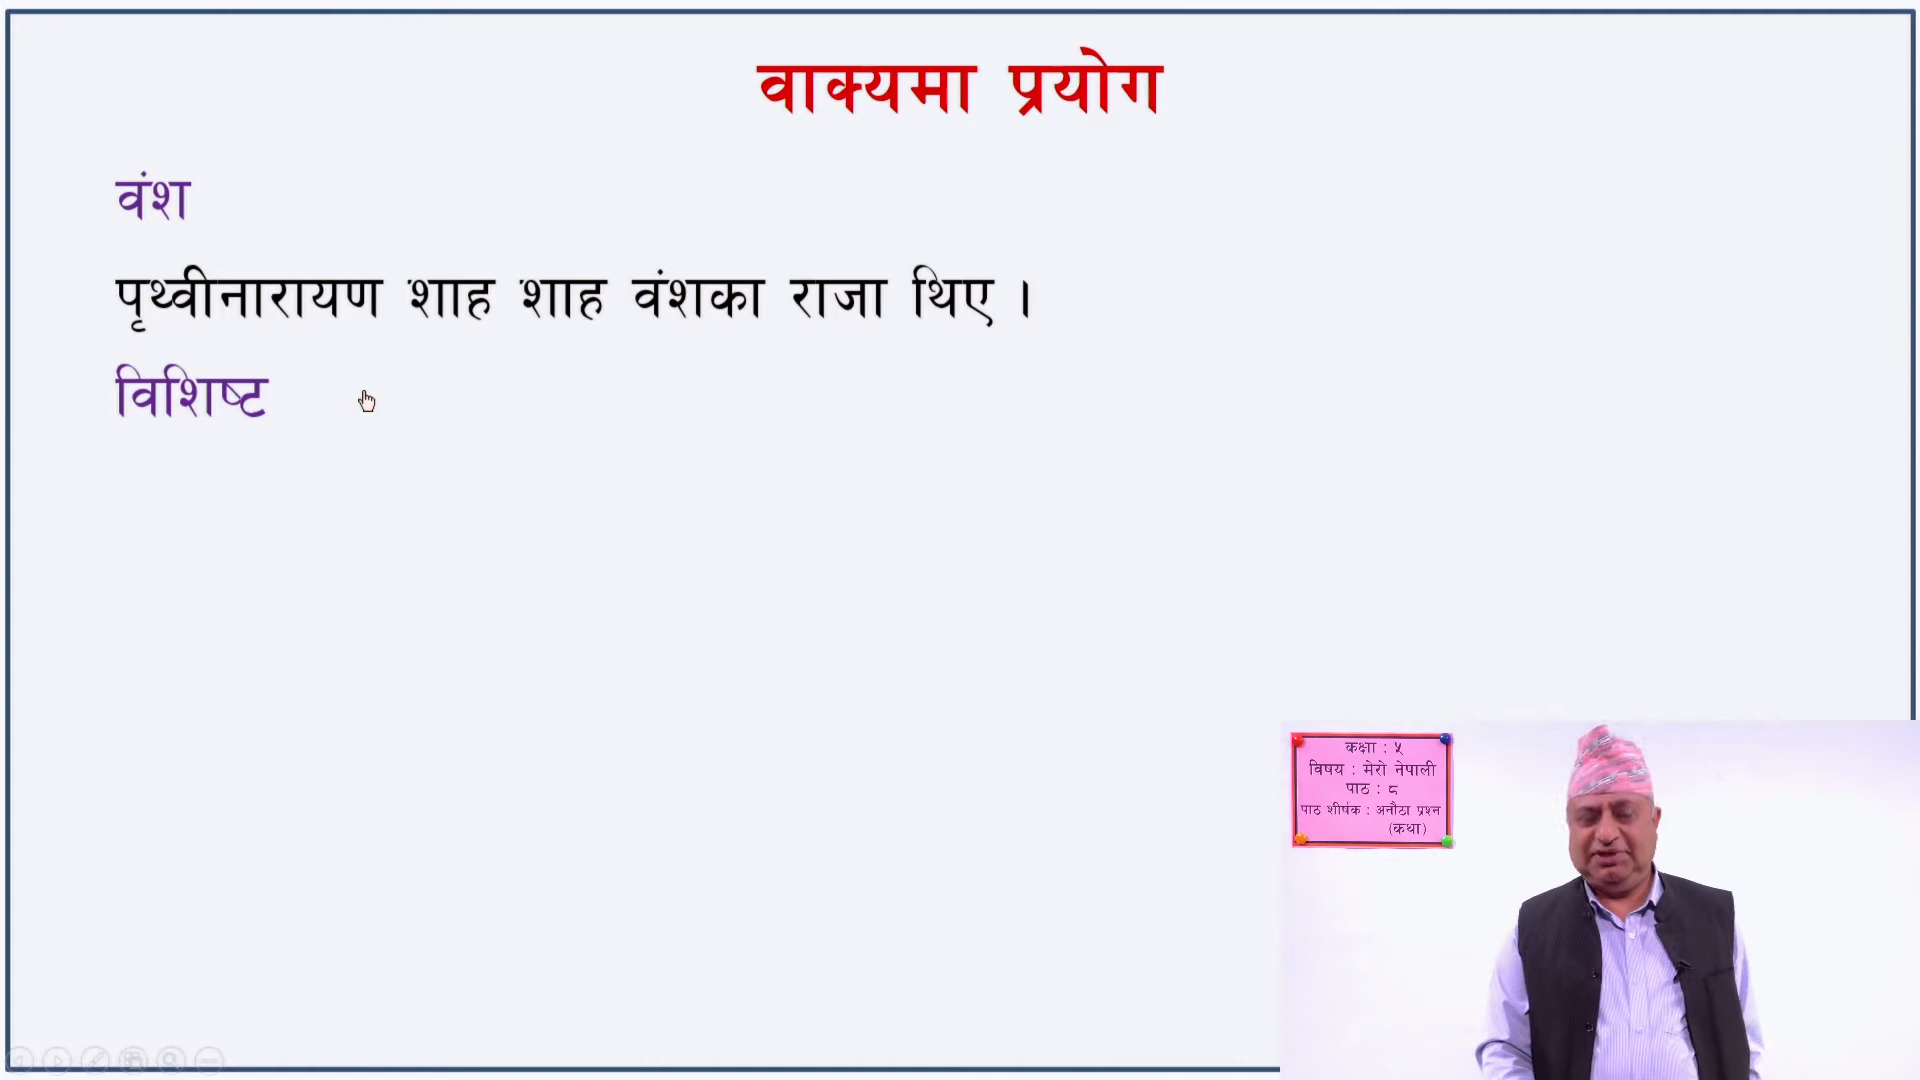 वाक्यमा प्रयोग
वंश
पृथ्वीनारायण शाह शाह वंशका राजा थिए ।
विशिष्ट
कक्षा : ५
विषय : मेरो नेपाली
पाठ : ८
पाठ शीर्षक : अनौठा प्रश्न
(कथा)